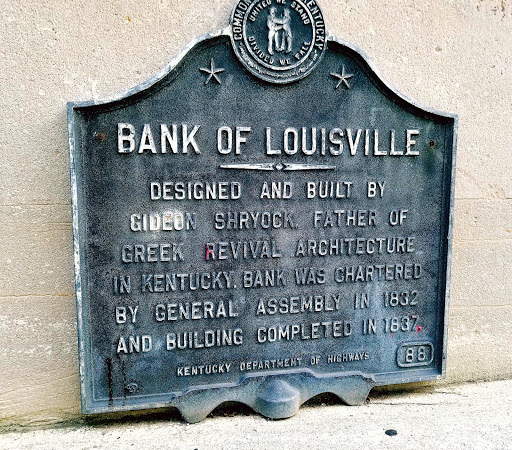 COMMON
KENTUCKY
UNITED WE STAND
DIVIDED WE FALL
BANK OF LOUISVILLE
DESIGNED AND BUILT BY
GIDEON SHRYOCK, FATHER OF
GREEK REVIVAL ARCHITECTURE
IN KENTUCKY. BANK WAS CHARTERED
BY GENERAL ASSEMBLY IN 1832
AND BUILDING COMPLETED IN 1837.
KENTUCKY DEPARTMENT OF HIGHWAYS
88